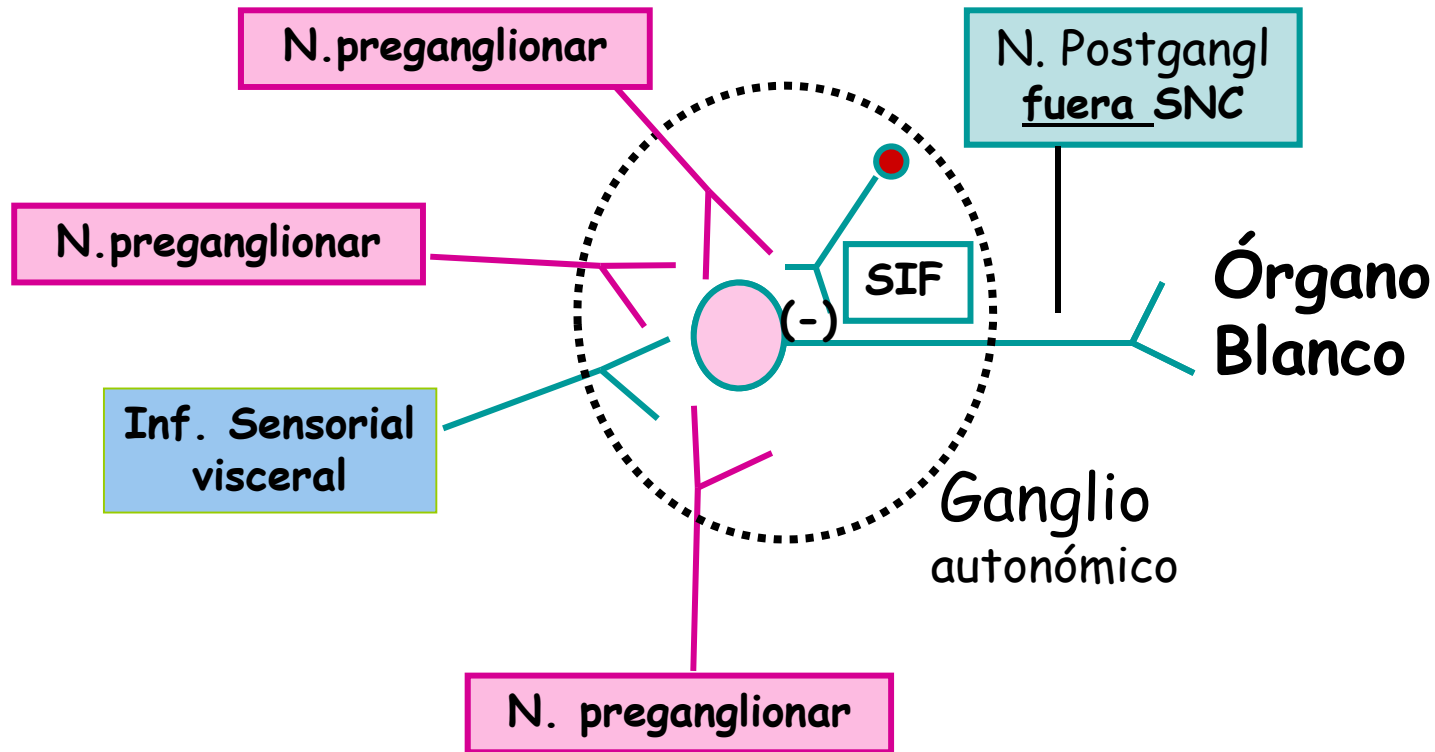 N.preganglionar
N. Postgangl
fuera SNC
N.preganglionar
SIF
(-)
Órgano
Blanco
Inf. Sensorial
visceral
Ganglio
autonómico
N. preganglionar